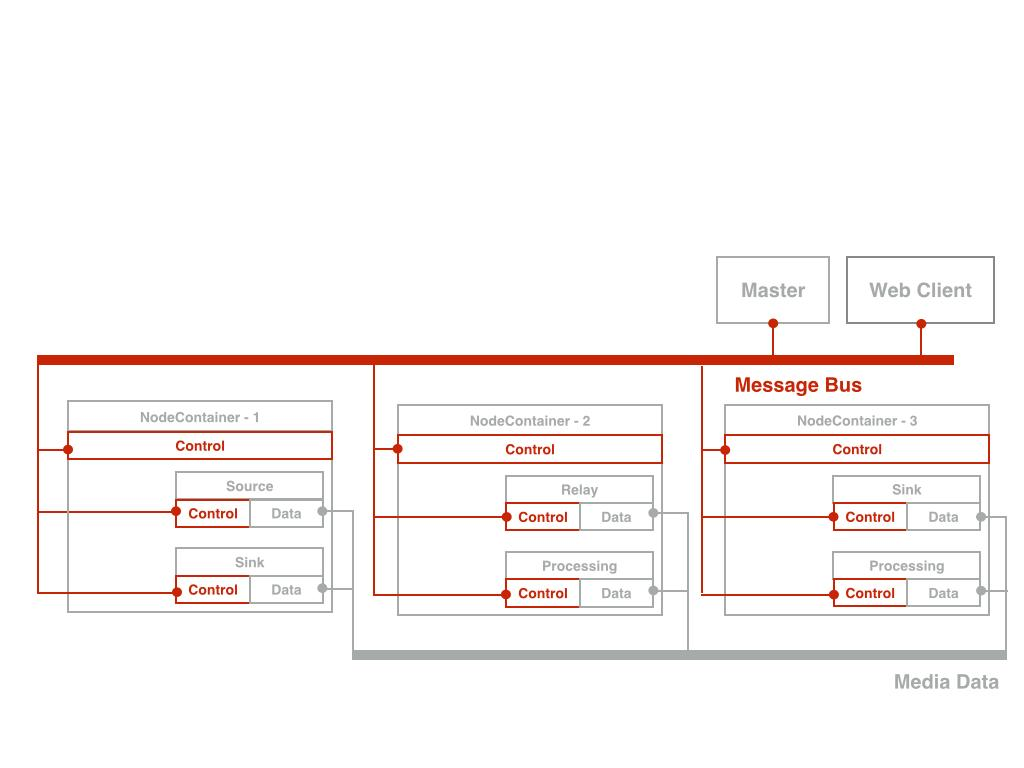 Master
Web Client
Message Bus
NodeContainer - 1
Control
Source
Control Data
Sink
Control Data
NodeContainer - 2
Control
Relay
Control Data
Processing
Control Data
NodeContainer - 3
Control
Sink
Control Data
Processing
Control Data
Media Data